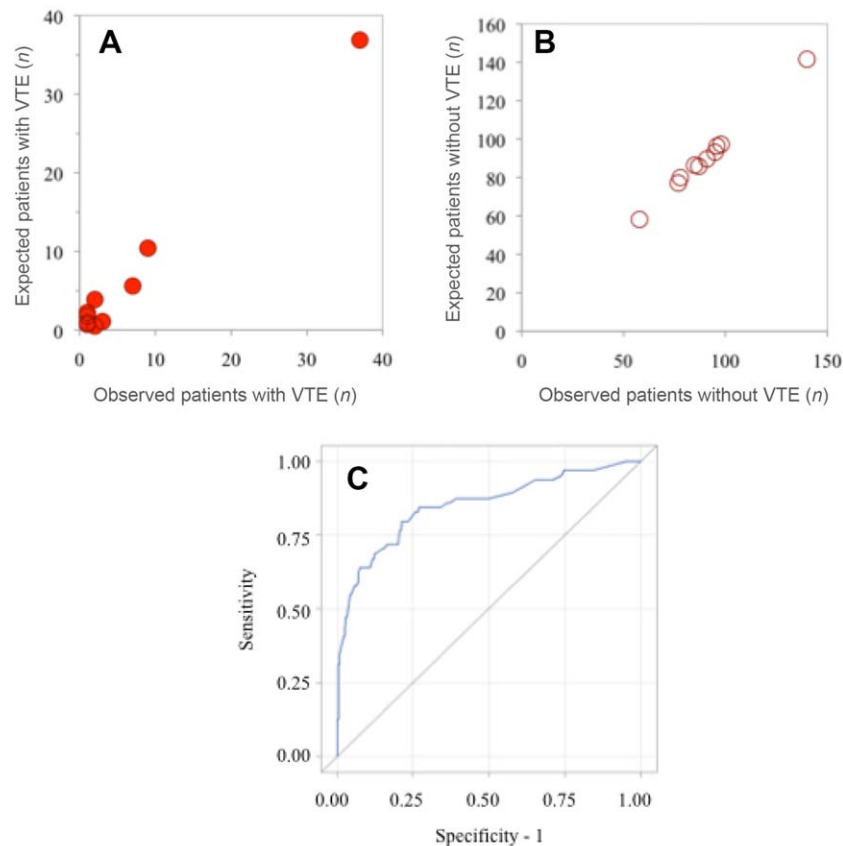 A
Expected patients with VTE (n)
40
30
20
10
0
0 10 20 30 40
Observed patients with VTE (n)
B
Expected patients without VTE (n)
160
140
120
100
80
60
40
20
0
0 50 100 150
Observed patients without VTE (n)
C
Sensitivity
1.00
0.75
0.50
0.25
0.00
0.00 0.25 0.50 0.75 1.00
Specificity - 1